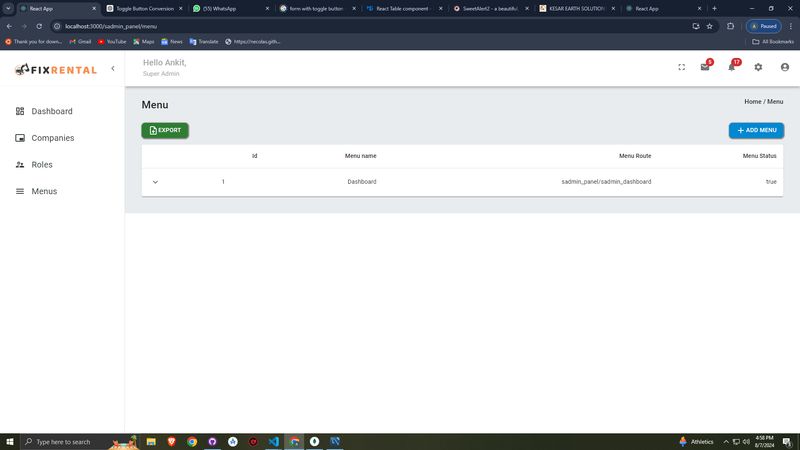 React App
Toggle Button Conversion
(55) WhatsApp
form with toggle button
React Table component
SweetAlert2 - a beautiful
KESAR EARTH SOLUTION
React App
localhost:3000/sadmin_panel/menu
A Paused
Thank you for down...
Gmail
YouTube
Maps
News
Translate
https://necolas.gith...
All Bookmarks
FIXRENTAL
Hello Ankit,
Super Admin
5
17
Dashboard
Companies
Roles
Menus
Menu
Home / Menu
EXPORT
ADD MENU
Id Menu name Menu Route Menu Status
1 Dashboard sadmin_panel/sadmin_dashboard true
Type here to search
Athletics
4:58 PM
8/7/2024